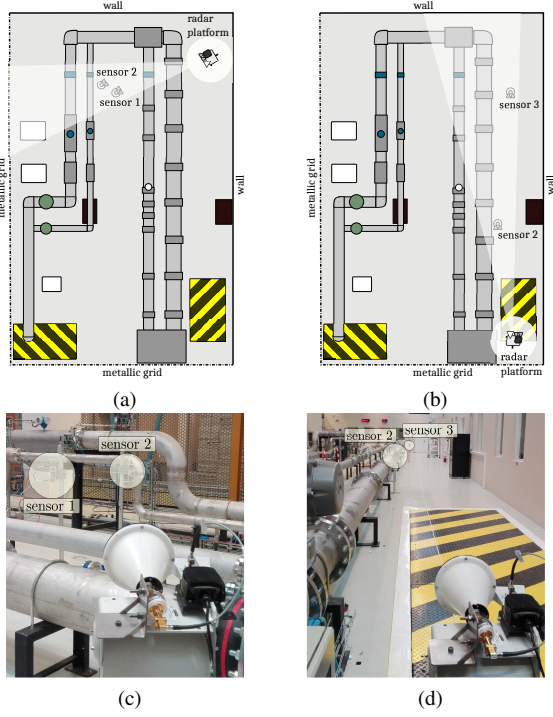 wall
radar
platform
sensor 2
sensor 1
metallic grid
wall
metallic grid
(a)
wall
sensor 3
metallic grid
wall
sensor 2
radar
metallic grid
platform
(b)
sensor 2
sensor 1
(c)
sensor 2
sensor 3
(d)